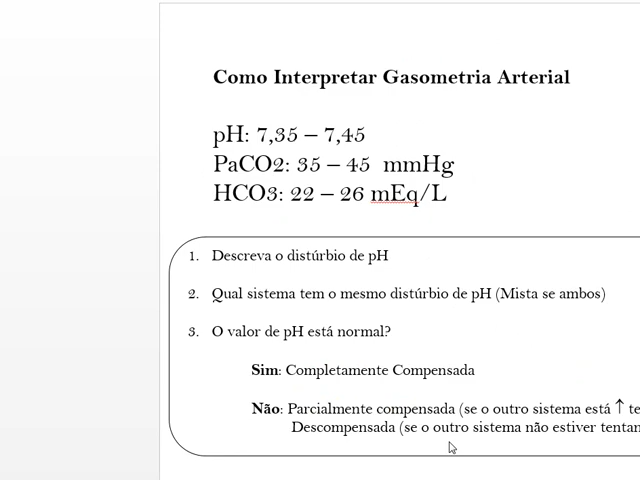 Como Interpretar Gasometria Arterial
pH: 7,35 – 7,45
PaCO2: 35 – 45 mmHg
HCO3: 22 – 26 mEq/L
1. Descreva o distúrbio de pH
2. Qual sistema tem o mesmo distúrbio de pH (Mista se ambos)
3. O valor de pH está normal?
Sim: Completamente Compensada
Não: Parcialmente compensada (se o outro sistema está ↑
Descompensada (se o outro sistema não estiver